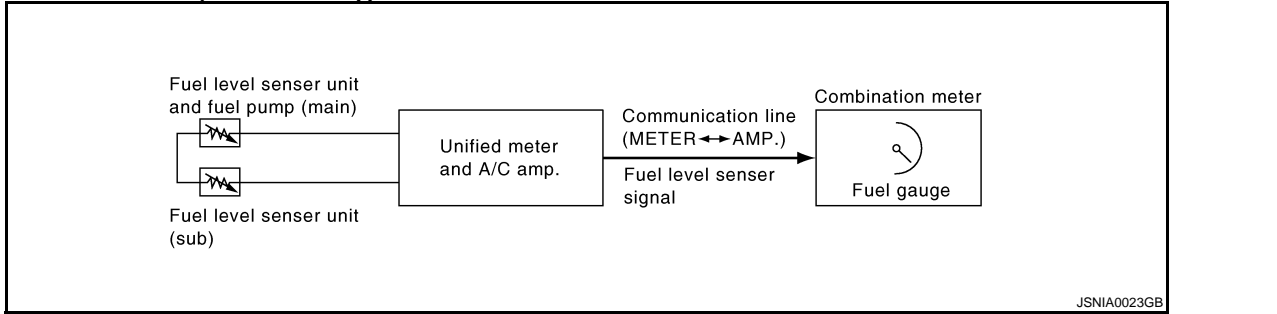 Fuel level senser unit
and fuel pump (main)
Unified meter
and A/C amp.
Communication line
(METER↔AMP.)
Fuel level senser
signal
Combination meter
Fuel gauge
Fuel level senser unit
(sub)
JSNIA0023GB